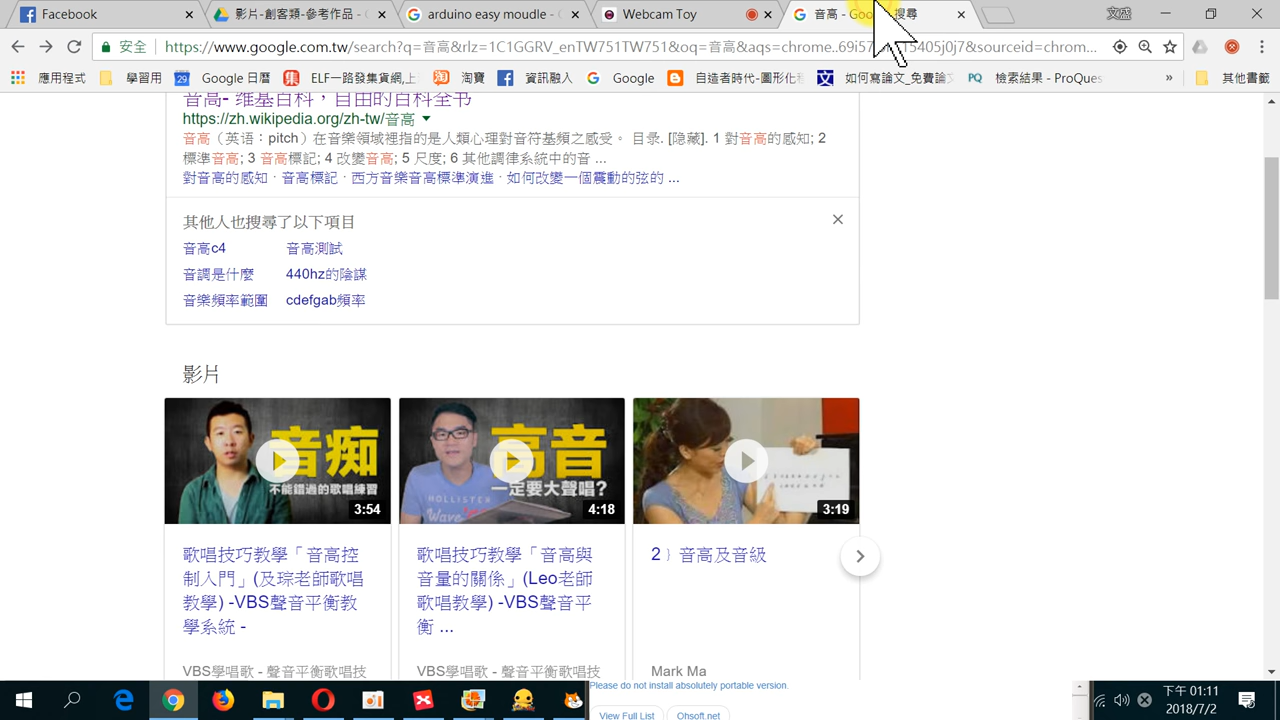 Facebook
影片-創客類-參考作品 -
arduino easy moudle -
Webcam Toy
音高 - Goo
搜尋
文盛
安全
https://www.google.com.tw/search?q=音高&rlz=1C1GGRV_enTW751TW751&oq=音高&aqs=chrome..69i57
15405j0j7&sourceid=chrom...
應用程式
學習用
Google 日曆
ELF一路發集貨網,上
淘寶
資訊融入
Google
自造者時代-圖形化
如何寫論文_免費論
檢索結果 - ProQues
»
其他書籤
音高- 维基百科，自由的百科全书
https://zh.wikipedia.org/zh-tw/音高
音高（英语：pitch）在音樂領域裡指的是人類心理對音符基頻之感受。 目录. [隐藏]. 1 對音高的感知; 2
標準音高; 3 音高標記; 4 改變音高; 5 尺度; 6 其他調律系統中的音 ...
對音高的感知 · 音高標記 · 西方音樂音高標準演進 · 如何改變一個震動的弦的 ...
其他人也搜尋了以下項目
音高c4
音高測試
音調是什麼
440hz的陰謀
音樂頻率範圍
cdefgab頻率
影片
音痴
不能錯過的歌唱練習
3:54
高音
一定要大聲唱?
HOLLISTER
4:18
3:19
歌唱技巧教學「音高控
制入門」(及琮老師歌唱
教學) -VBS聲音平衡教
學系統 -
歌唱技巧教學「音高與
音量的關係」(Leo老師
歌唱教學) -VBS聲音平
衡 ...
2﹞音高及音級
VBS學唱歌 - 聲音平衡歌唱技
VBS學唱歌 - 聲音平衡歌唱技
Mark Ma
Please do not install absolutely portable version.
View Full List
Ohsoft.net
下午 01:11
2018/7/2